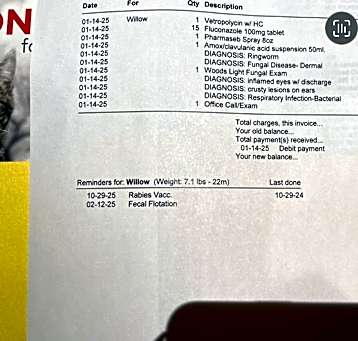 ON
fo
Date For Qty Description
01-14-25 Willow 1 Vetropolycin w/ HC
01-14-25 15 Fluconazole 100mg tablet
01-14-25 1 Pharmaseb Spray 8oz
01-14-25 1 Amox/clavulanic acid suspension 50ml.
01-14-25 DIAGNOSIS: Ringworm
01-14-25 DIAGNOSIS: Fungal Disease- Dermal
01-14-25 1 Woods Light Fungal Exam
01-14-25 DIAGNOSIS: inflamed eyes w/ discharge
01-14-25 DIAGNOSIS: crusty lesions on ears
01-14-25 DIAGNOSIS: Respiratory Infection-Bacterial
01-14-25 1 Office Call/Exam
Total charges, this invoice...
Your old balance...
Total payment(s) received...
01-14-25 Debit payment
Your new balance...
Reminders for: Willow (Weight: 7.1 lbs - 22m) Last done
10-29-25 Rabies Vacc. 10-29-24
02-12-25 Fecal Flotation